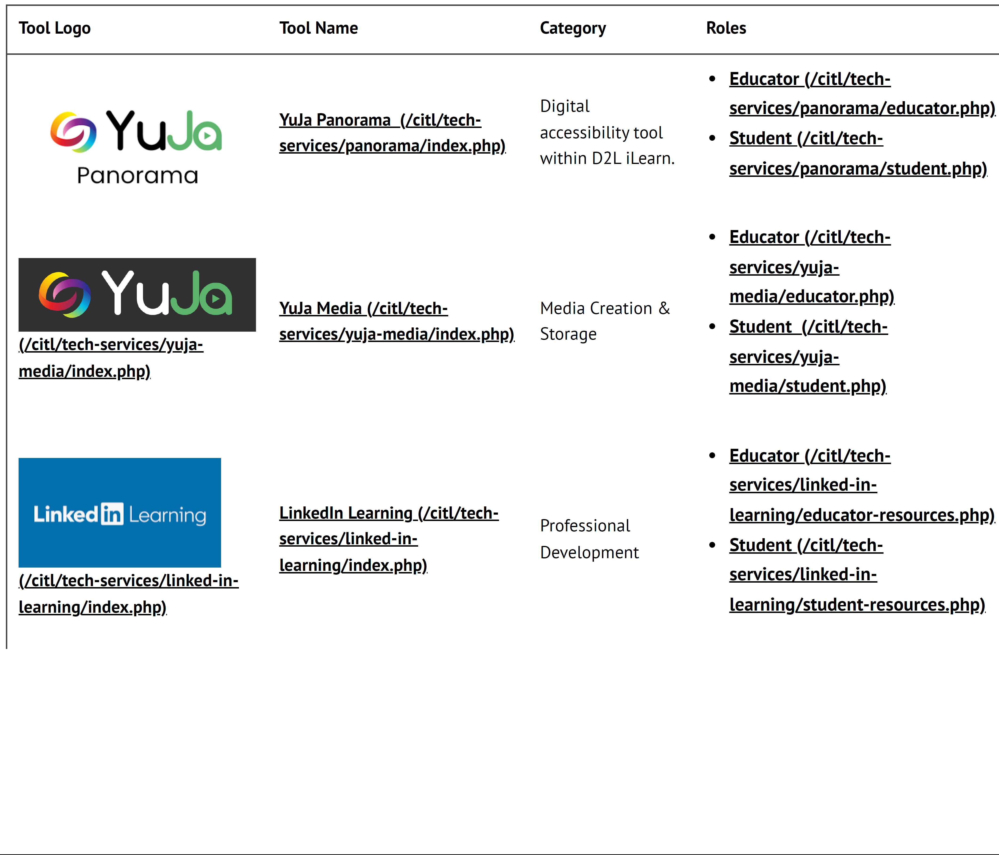 Tool Logo
Tool Name
Category
Roles
YuJa
Panorama
YuJa Panorama  (/citl/tech-
services/panorama/index.php)
Digital
accessibility tool
within D2L iLearn.
• Educator (/citl/tech-
services/panorama/educator.php)
• Student (/citl/tech-
services/panorama/student.php)
YuJa
(/citl/tech-services/yuja-
media/index.php)
YuJa Media (/citl/tech-
services/yuja-media/index.php)
Media Creation &
Storage
• Educator (/citl/tech-
services/yuja-
media/educator.php)
• Student  (/citl/tech-
services/yuja-
media/student.php)
Linked in Learning
(/citl/tech-services/linked-in-
learning/index.php)
LinkedIn Learning (/citl/tech-
services/linked-in-
learning/index.php)
Professional
Development
• Educator (/citl/tech-
services/linked-in-
learning/educator-resources.php)
• Student (/citl/tech-
services/linked-in-
learning/student-resources.php)